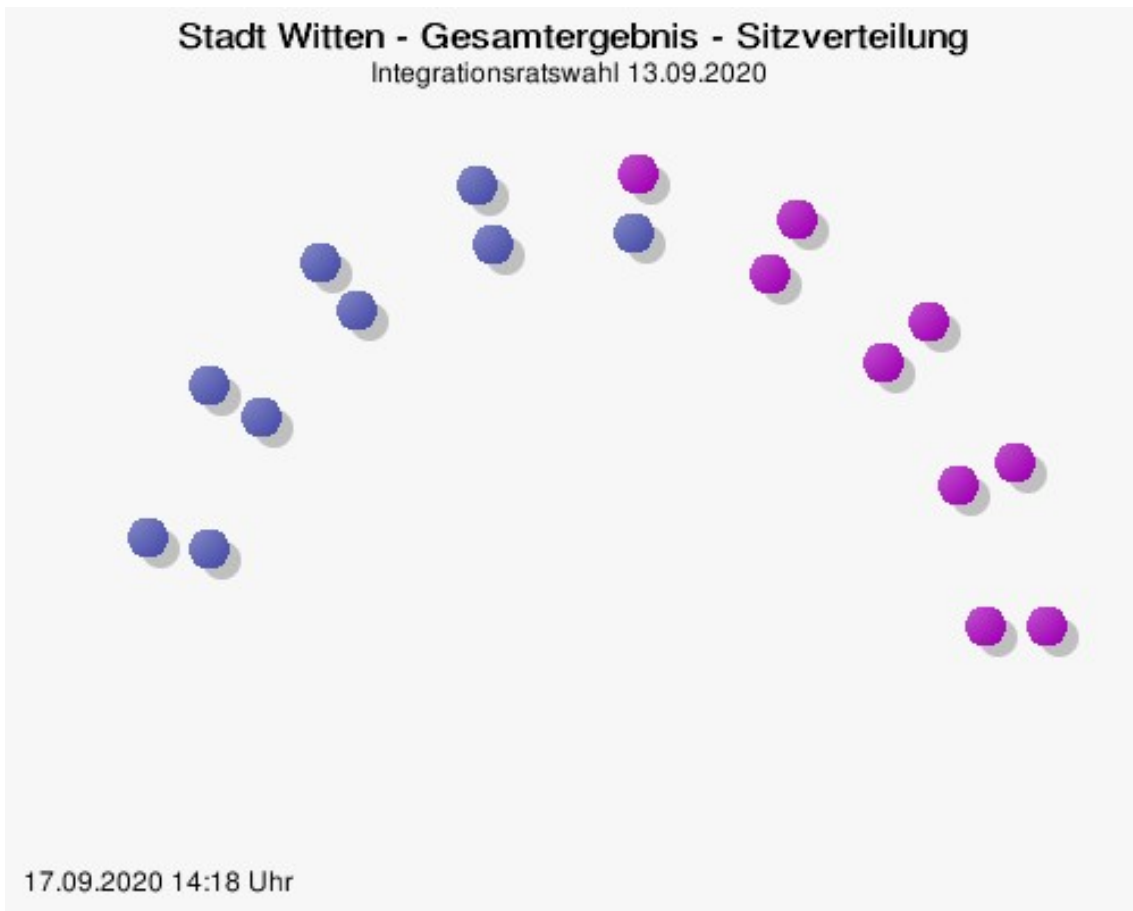 Stadt Witten - Gesamtergebnis - Sitzverteilung
Integrationsratswahl 13.09.2020
17.09.2020 14:18 Uhr